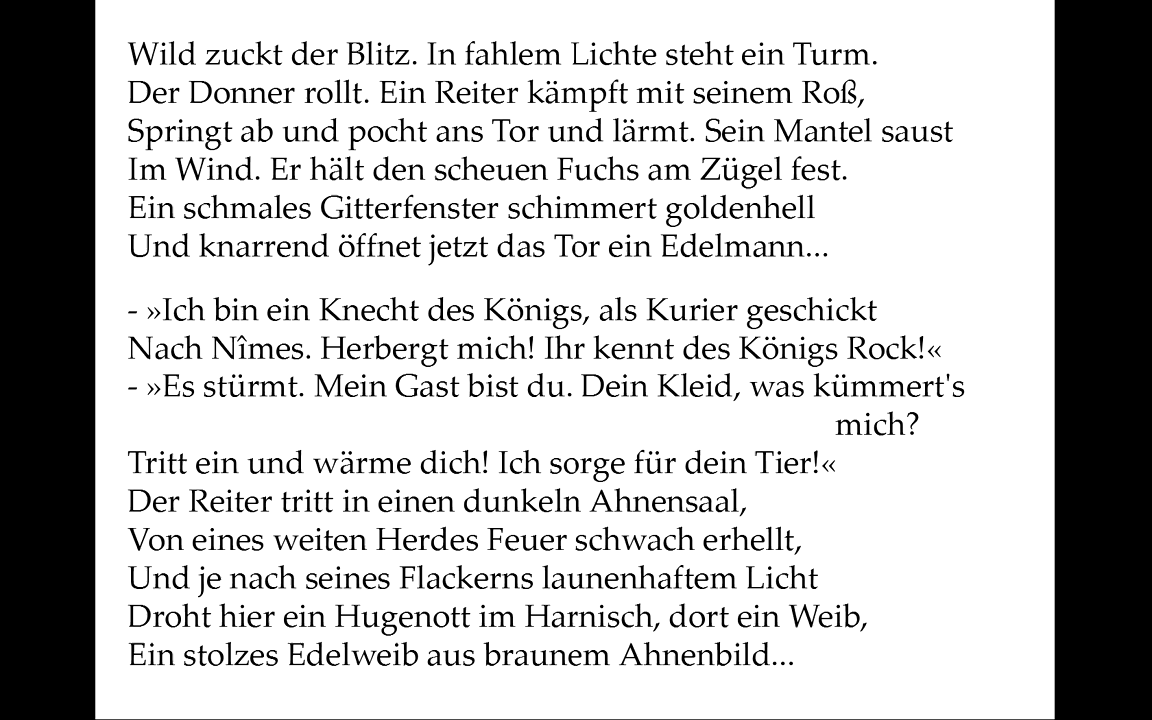 Wild zuckt der Blitz. In fahlem Lichte steht ein Turm.
Der Donner rollt. Ein Reiter kämpft mit seinem Roß,
Springt ab und pocht ans Tor und lärmt. Sein Mantel saust
Im Wind. Er hält den scheuen Fuchs am Zügel fest.
Ein schmales Gitterfenster schimmert goldenhell
Und knarrend öffnet jetzt das Tor ein Edelmann...
- »Ich bin ein Knecht des Königs, als Kurier geschickt
Nach Nîmes. Herbergt mich! Ihr kennt des Königs Rock!«
- »Es stürmt. Mein Gast bist du. Dein Kleid, was kümmert's
mich?
Tritt ein und wärme dich! Ich sorge für dein Tier!«
Der Reiter tritt in einen dunkeln Ahnensaal,
Von eines weiten Herdes Feuer schwach erhellt,
Und je nach seines Flackerns launenhaftem Licht
Droht hier ein Hugenott im Harnisch, dort ein Weib,
Ein stolzes Edelweib aus braunem Ahnenbild...